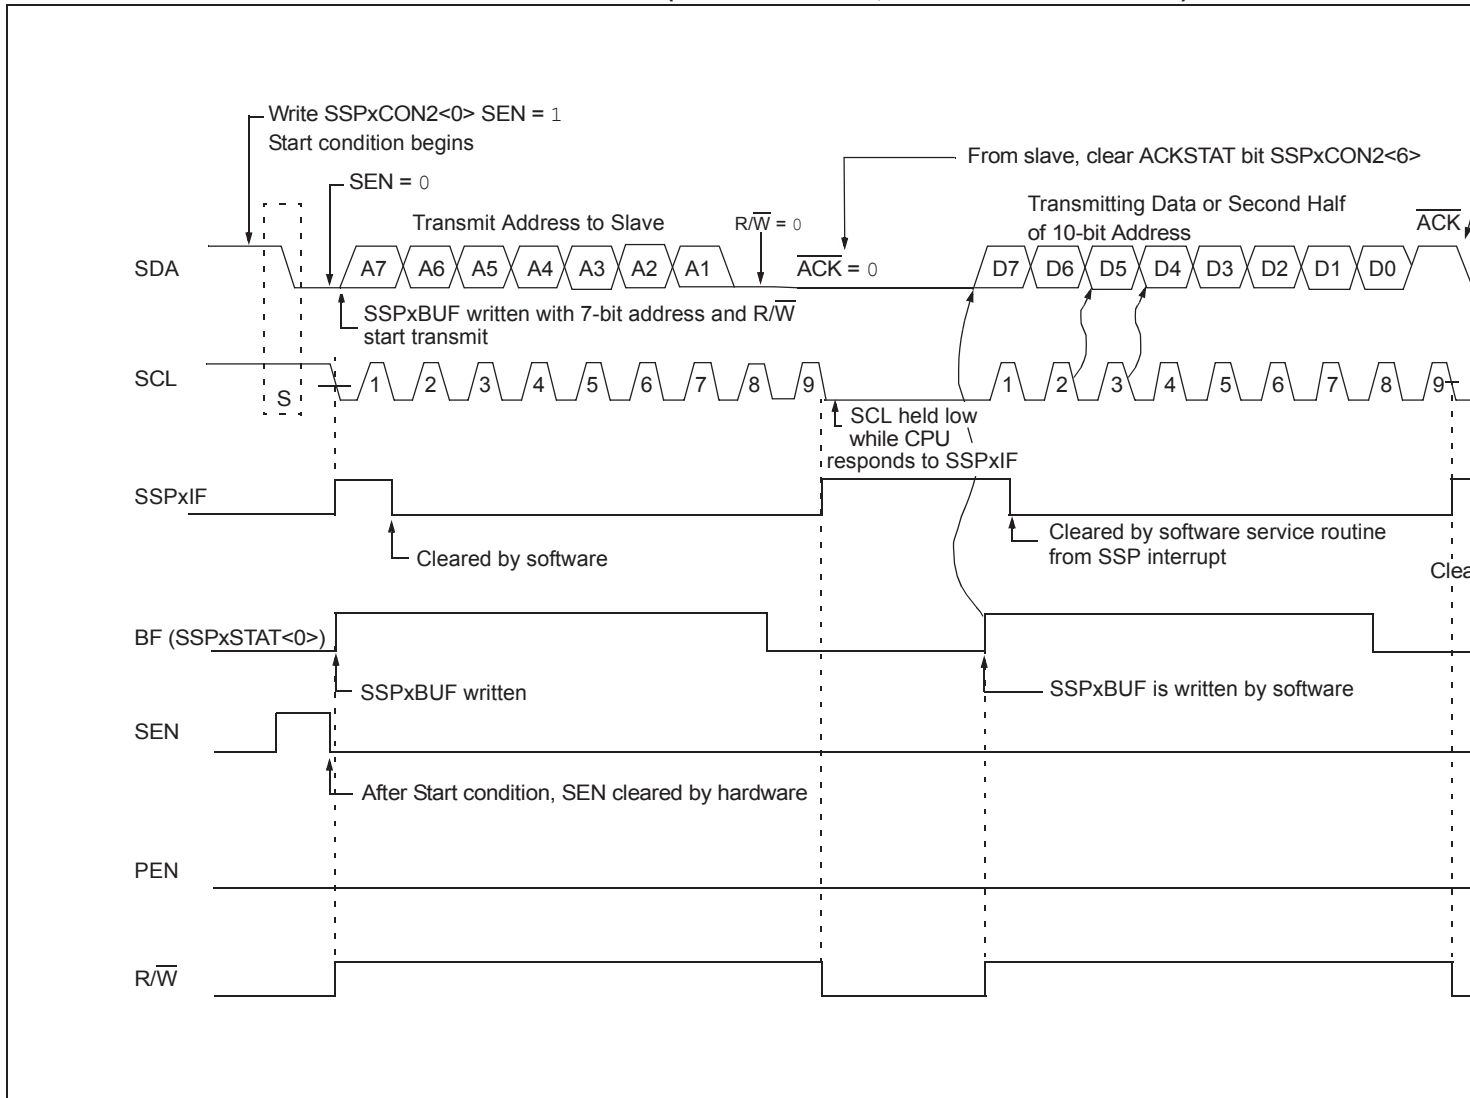 Write SSPxCON2<0> SEN = 1
Start condition begins
From slave, clear ACKSTAT bit SSPxCON2<6>
SEN = 0
Transmit Address to Slave
R/W̅ = 0
Transmitting Data or Second Half
of 10-bit Address
A̅C̅K̅
SDA
A7 A6 A5 A4 A3 A2 A1
A̅C̅K̅ = 0
D7 D6 D5 D4 D3 D2 D1 D0
SSPxBUF written with 7-bit address and R/W̅
start transmit
SCL
S
1 2 3 4 5 6 7 8 9
1 2 3 4 5 6 7 8 9
SCL held low
while CPU
responds to SSPxIF
SSPxIF
Cleared by software
Cleared by software service routine
from SSP interrupt
Clea
BF (SSPxSTAT<0>)
SSPxBUF written
SSPxBUF is written by software
SEN
After Start condition, SEN cleared by hardware
PEN
R/W̅